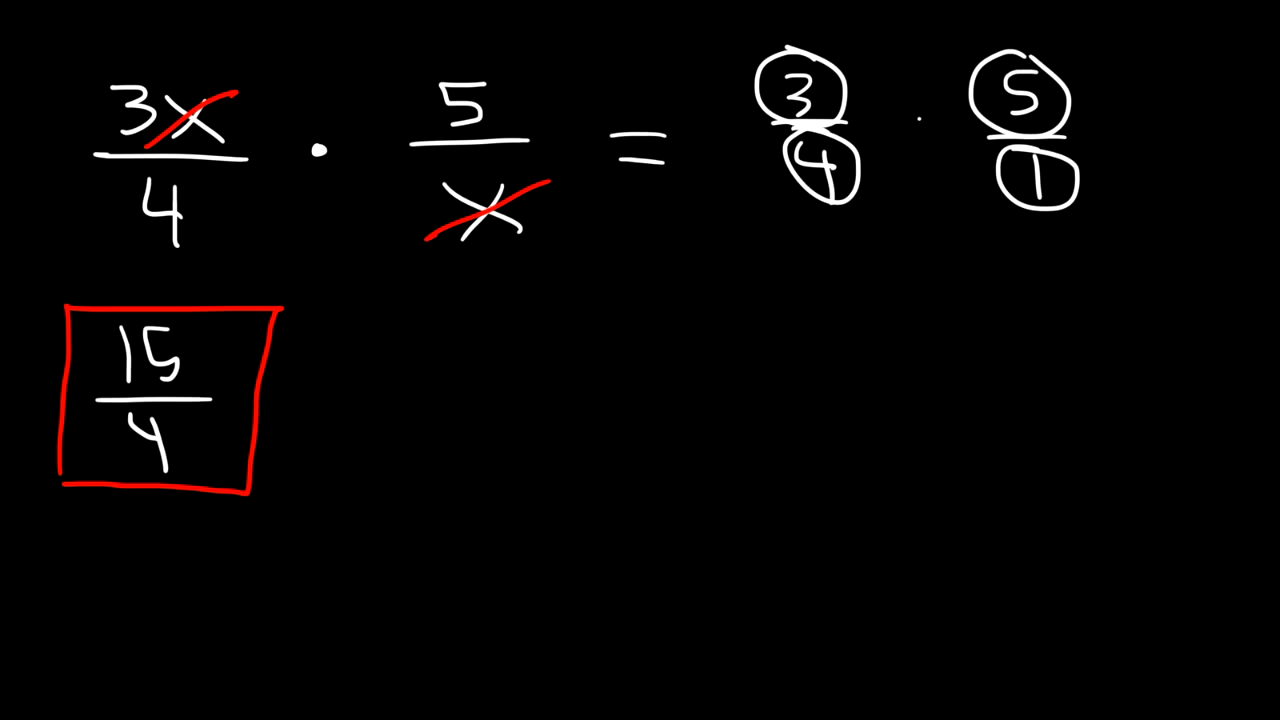 3x/4 · 5/x = 3/4 · 5/1
15/4